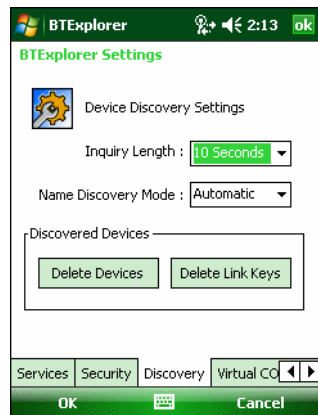 BTExplorer 2:13 ok
BTExplorer Settings
Device Discovery Settings
Inquiry Length : 10 Seconds
Name Discovery Mode : Automatic
Discovered Devices
Delete Devices Delete Link Keys
Services Security Discovery Virtual CO
OK Cancel